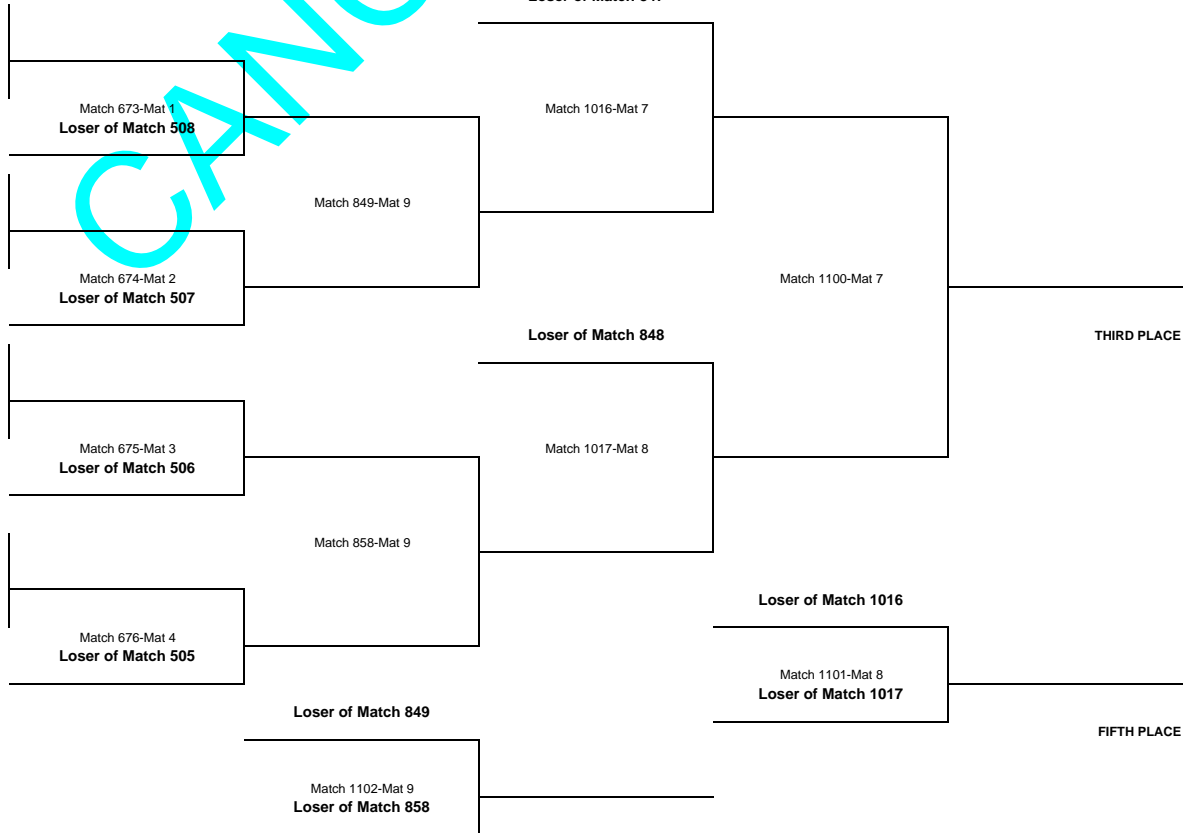 Match 673-Mat 1
Loser of Match 508
Match 1016-Mat 7
Match 849-Mat 9
Match 674-Mat 2
Loser of Match 507
Match 1100-Mat 7
Loser of Match 848
THIRD PLACE
Match 675-Mat 3
Loser of Match 506
Match 1017-Mat 8
Match 858-Mat 9
Loser of Match 1016
Match 676-Mat 4
Loser of Match 505
Match 1101-Mat 8
Loser of Match 1017
Loser of Match 849
FIFTH PLACE
Match 1102-Mat 9
Loser of Match 858